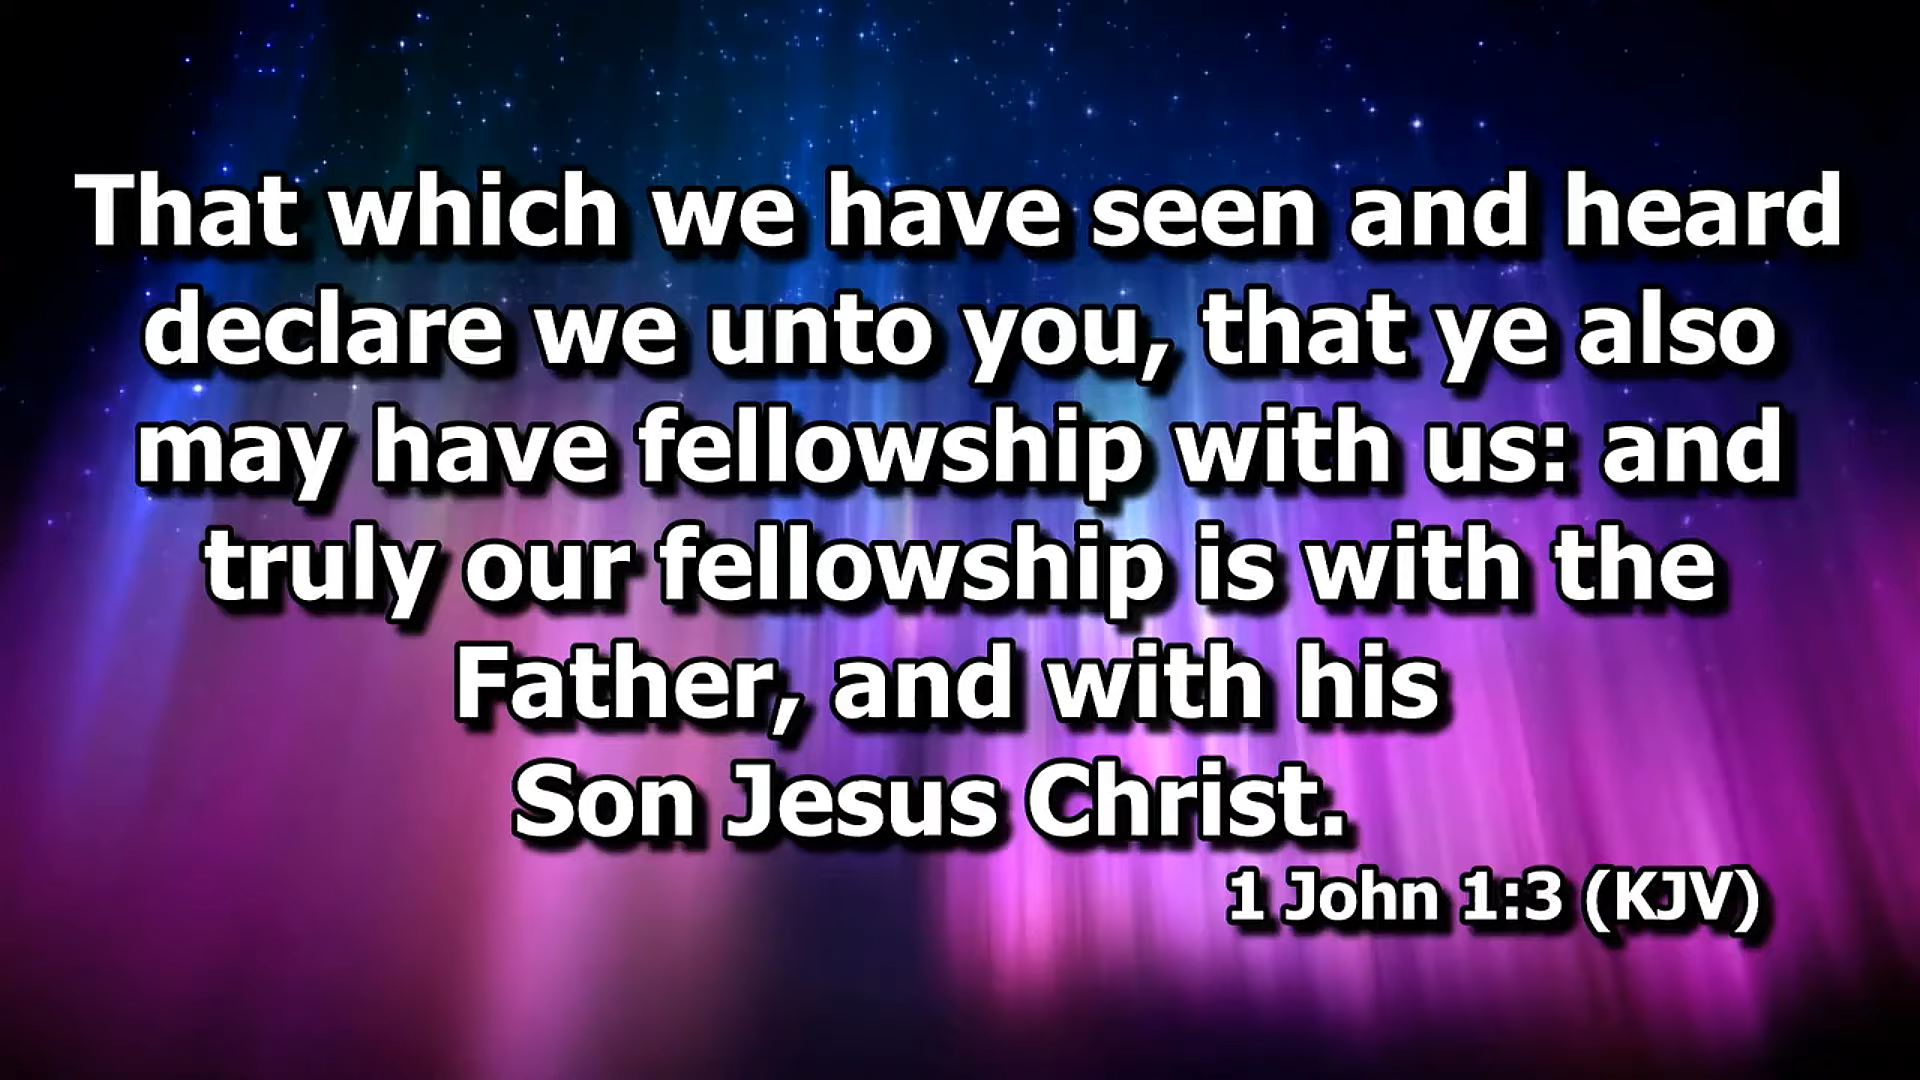 That which we have seen and heard
declare we unto you, that ye also
may have fellowship with us: and
truly our fellowship is with the
Father, and with his
Son Jesus Christ.
1 John 1:3 (KJV)